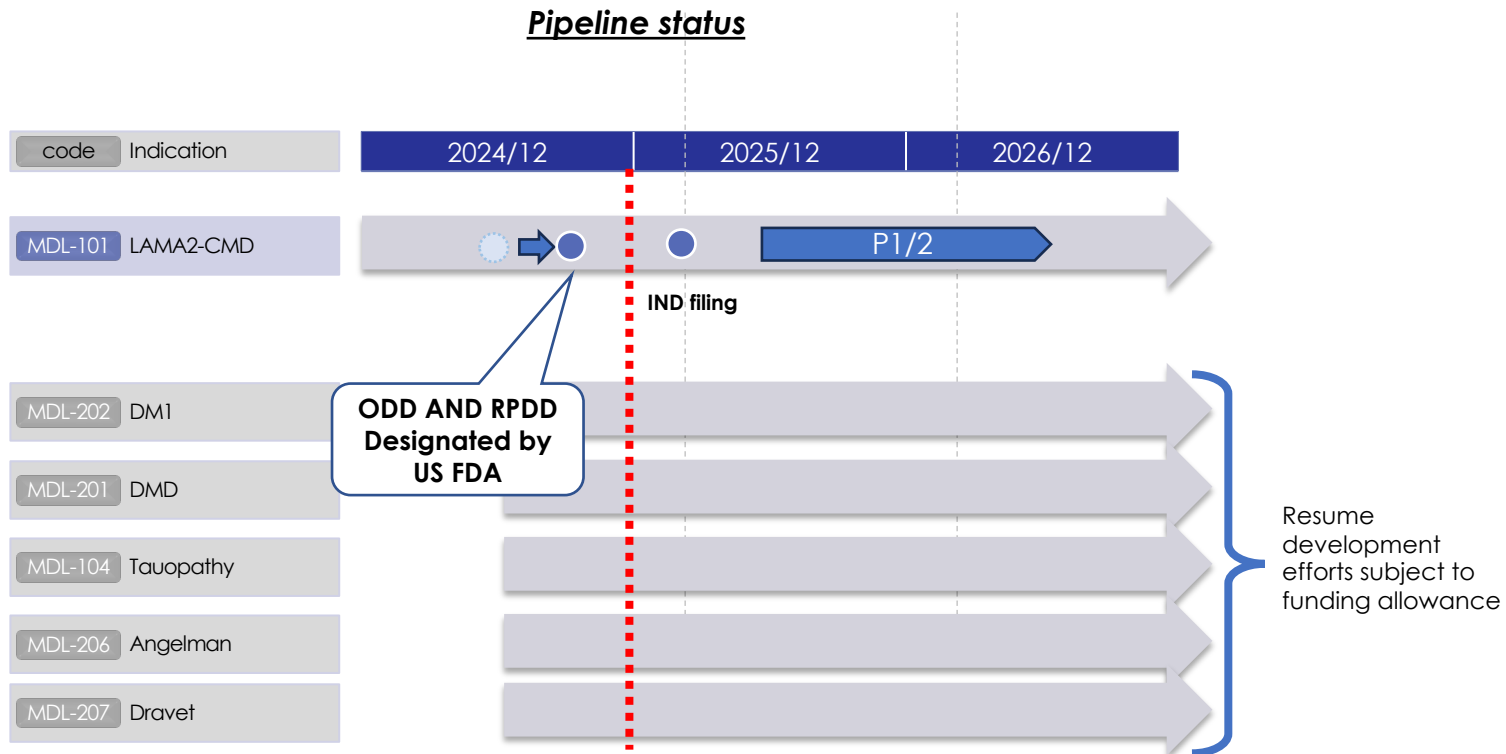 Pipeline status
code Indication 2024/12 2025/12 2026/12
MDL-101 LAMA2-CMD P1/2
IND filing
ODD AND RPDD
Designated by
US FDA
MDL-202 DM1
MDL-201 DMD
MDL-104 Tauopathy
MDL-206 Angelman
MDL-207 Dravet
Resume
development
efforts subject to
funding allowance